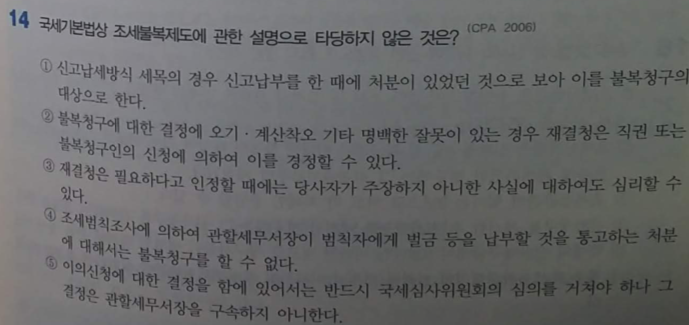 14 국세기본법상 조세불복제도에 관한 설명으로 타당하지 않은 것은? (CPA 2006)
① 신고납세방식 세목의 경우 신고납부를 한 때에 처분이 있었던 것으로 보아 이를 불복청구의
대상으로 한다.
② 불복청구에 대한 결정에 오기·계산착오 기타 명백한 잘못이 있는 경우 재결청은 직권 또는
불복청구인의 신청에 의하여 이를 경정할 수 있다.
③ 재결청은 필요하다고 인정할 때에는 당사자가 주장하지 아니한 사실에 대하여도 심리할 수
있다.
④ 조세범칙조사에 의하여 관할세무서장이 범칙자에게 벌금 등을 납부할 것을 통고하는 처분
에 대해서는 불복청구를 할 수 없다.
⑤ 이의신청에 대한 결정을 함에 있어서는 반드시 국세심사위원회의 심의를 거쳐야 하나 그
결정은 관할세무서장을 구속하지 아니한다.